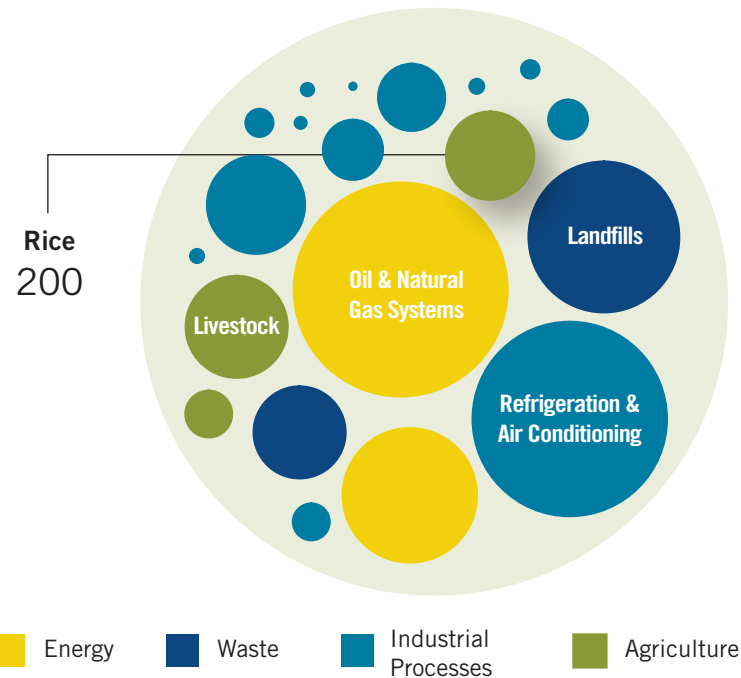 Rice
200
Oil & Natural
Gas Systems
Landfills
Livestock
Refrigeration &
Air Conditioning
Energy
Waste
Industrial
Processes
Agriculture